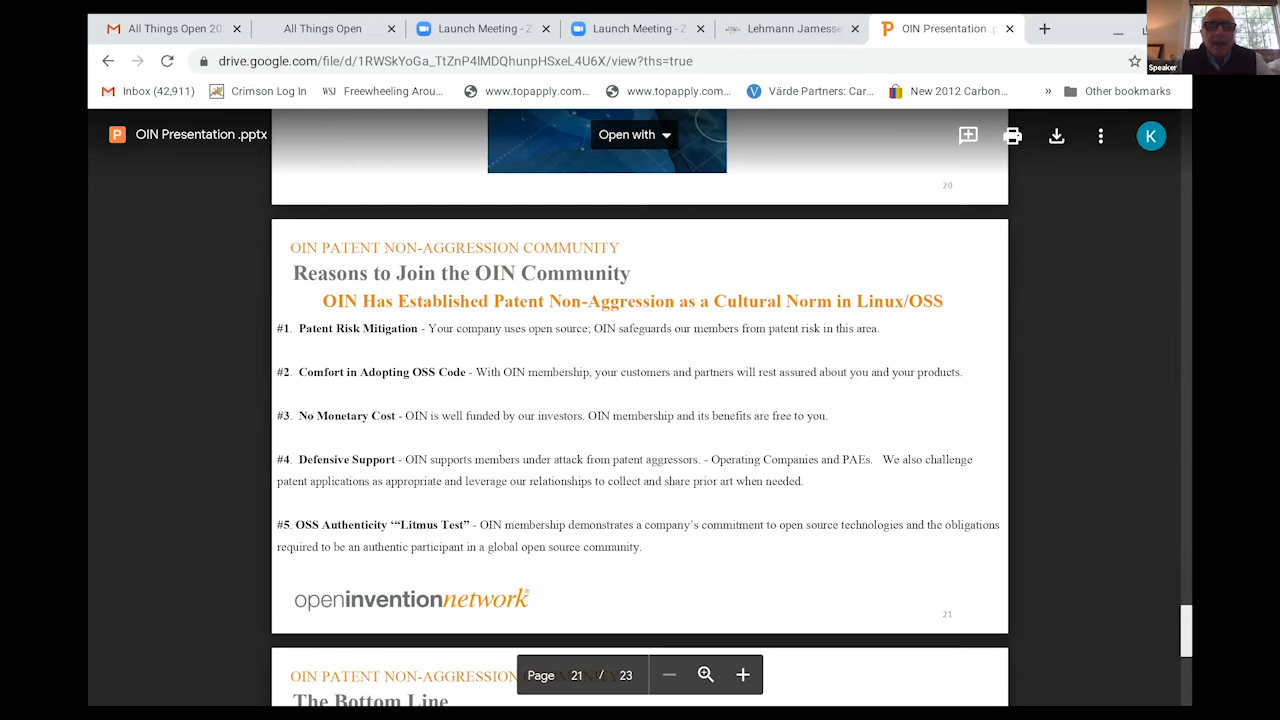 All Things Open 20
All Things Open
Launch Meeting - Z
Launch Meeting - Z
Lehmann Jamesse
OIN Presentation .p
drive.google.com/file/d/1RWSkYoGa_TtZnP4lMDQhunpHSxeL4U6X/view?ths=true
Inbox (42,911)
Crimson Log In
WSJ
Freewheeling Arou...
www.topapply.com...
www.topapply.com...
V
Värde Partners: Car...
New 2012 Carbon...
»
Other bookmarks
Speaker
P
OIN Presentation .pptx
Open with
K
20
OIN PATENT NON-AGGRESSION COMMUNITY
Reasons to Join the OIN Community
OIN Has Established Patent Non-Aggression as a Cultural Norm in Linux/OSS
#1. Patent Risk Mitigation - Your company uses open source; OIN safeguards our members from patent risk in this area.
#2. Comfort in Adopting OSS Code - With OIN membership, your customers and partners will rest assured about you and your products.
#3. No Monetary Cost - OIN is well funded by our investors. OIN membership and its benefits are free to you.
#4. Defensive Support - OIN supports members under attack from patent aggressors. - Operating Companies and PAEs. We also challenge
patent applications as appropriate and leverage our relationships to collect and share prior art when needed.
#5. OSS Authenticity ‘“Litmus Test” - OIN membership demonstrates a company’s commitment to open source technologies and the obligations
required to be an authentic participant in a global open source community.
openinventionnetwork®
21
OIN PATENT NON-AGGRESSION
Page 21 / 23
The Bottom Line